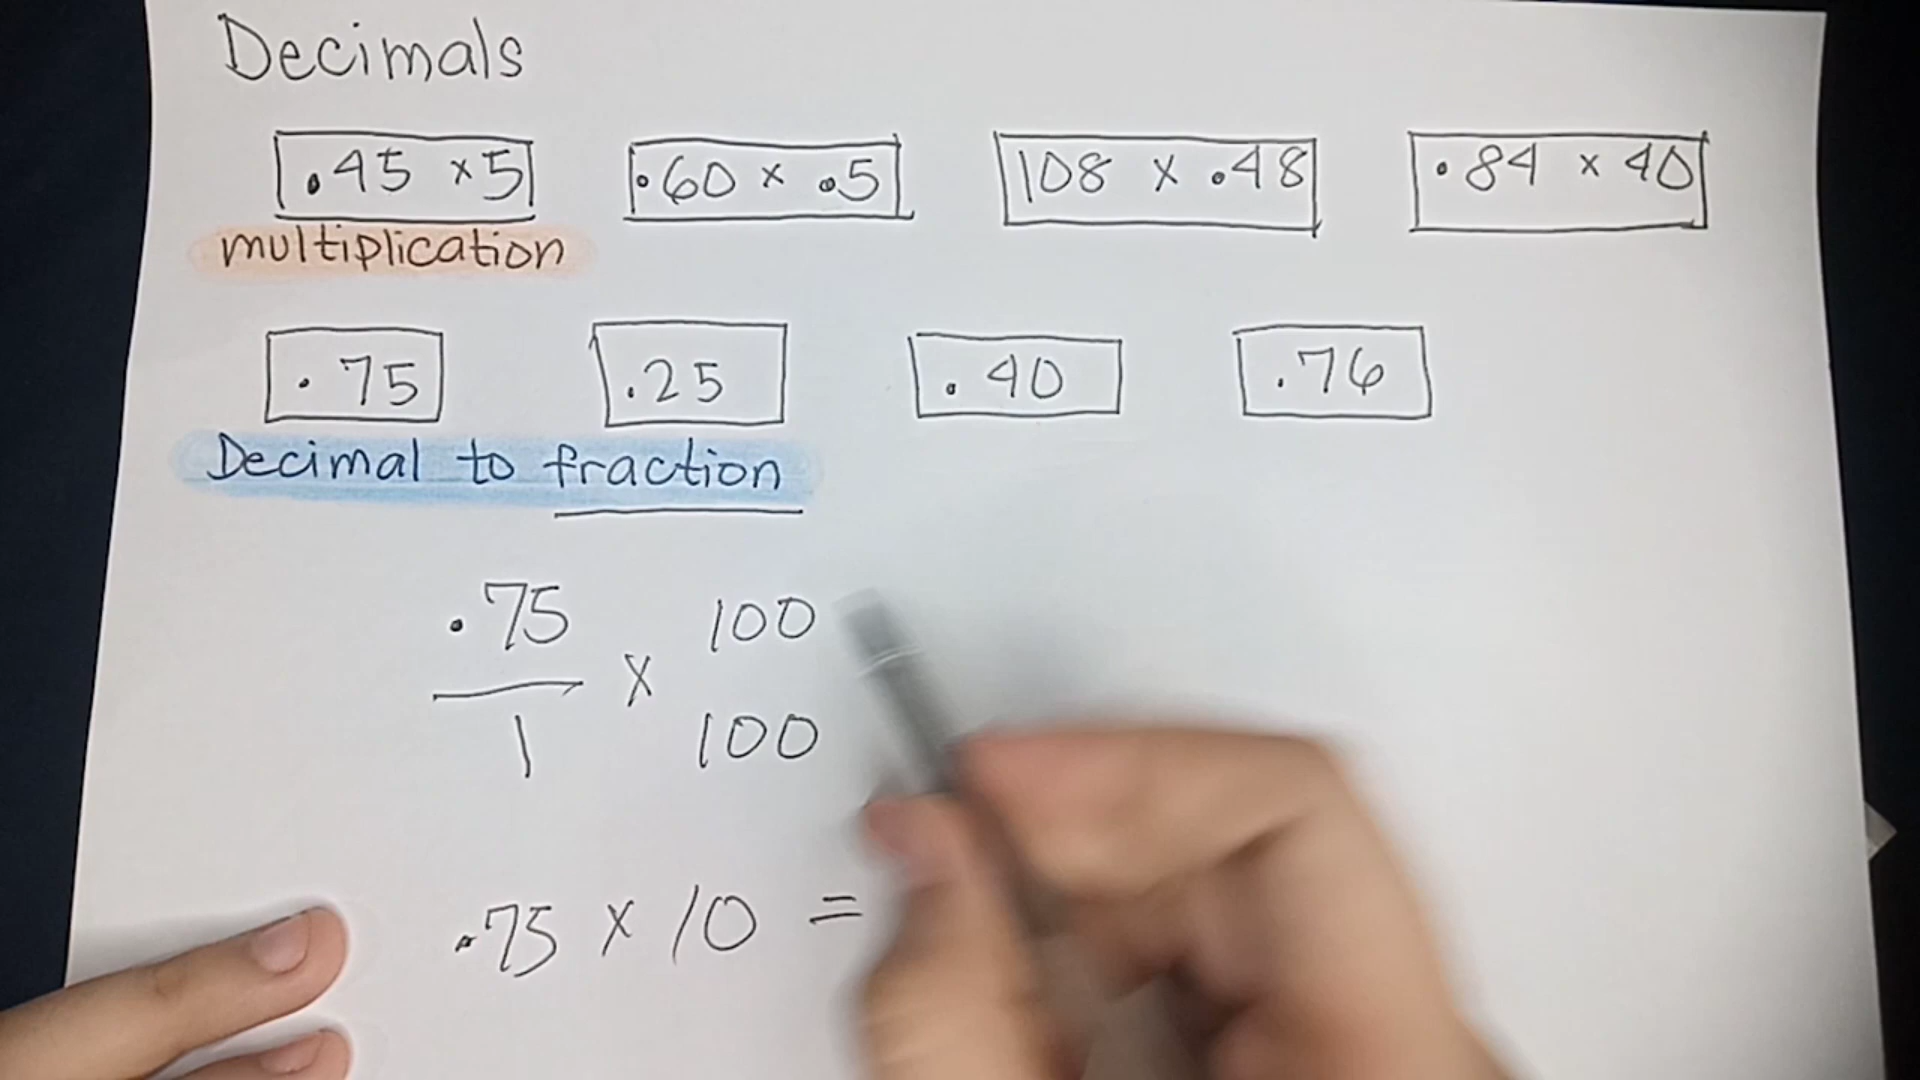 Decimals
.45 x 5 .60 x .5 108 x .48 .84 x 40
multiplication
.75 .25 .40 .76
Decimal to fraction
.75 100
x
1 100
.75 x 10 =